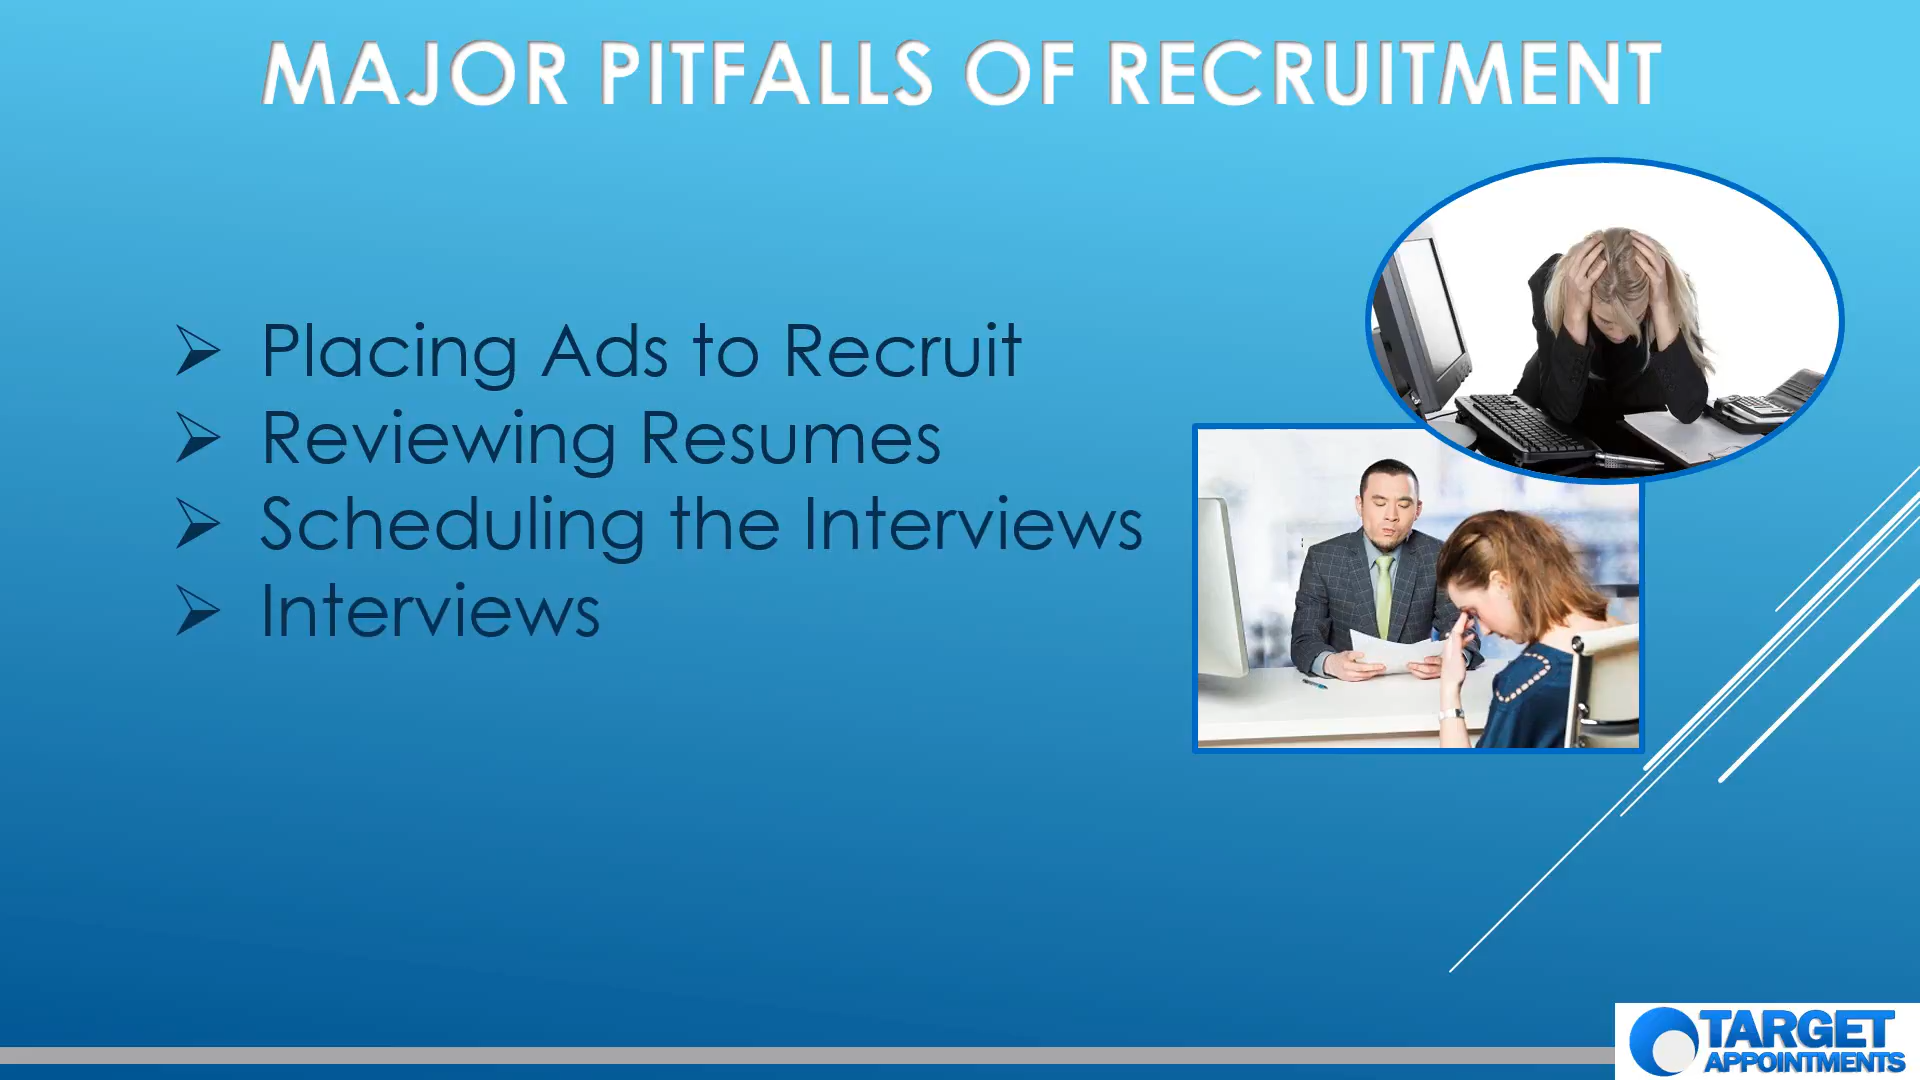 MAJOR PITFALLS OF RECRUITMENT
Placing Ads to Recruit
Reviewing Resumes
Scheduling the Interviews
Interviews
TARGET
APPOINTMENTS